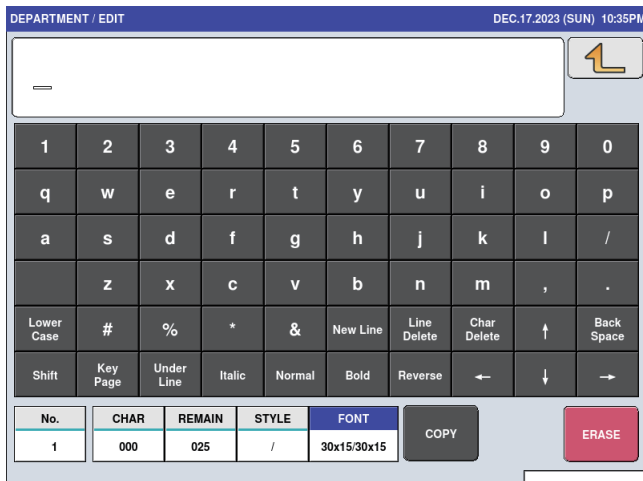 DEPARTMENT / EDIT DEC.17.2023 (SUN) 10:35PM
1 2 3 4 5 6 7 8 9 0
q w e r t y u i o p
a s d f g h j k l /
z x c v b n m , .
Lower Case # % * & New Line Line Delete Char Delete ↑ Back Space
Shift Key Page Under Line Italic Normal Bold Reverse ← ↓ →
No. CHAR REMAIN STYLE FONT
1 000 025 / 30x15/30x15
COPY
ERASE